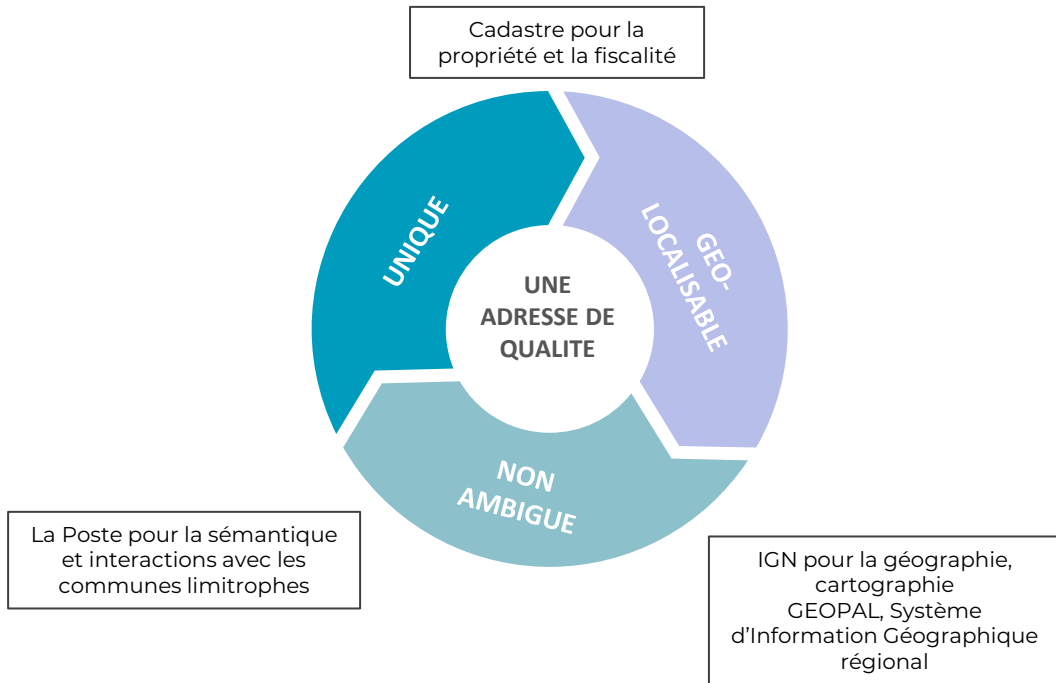 Cadastre pour la
propriété et la fiscalité
UNIQUE
GEO-
LOCALISABLE
UNE
ADRESSE DE
QUALITE
NON
AMBIGUE
La Poste pour la sémantique
et interactions avec les
communes limitrophes
IGN pour la géographie,
cartographie
GEOPAL, Système
d’Information Géographique
régional